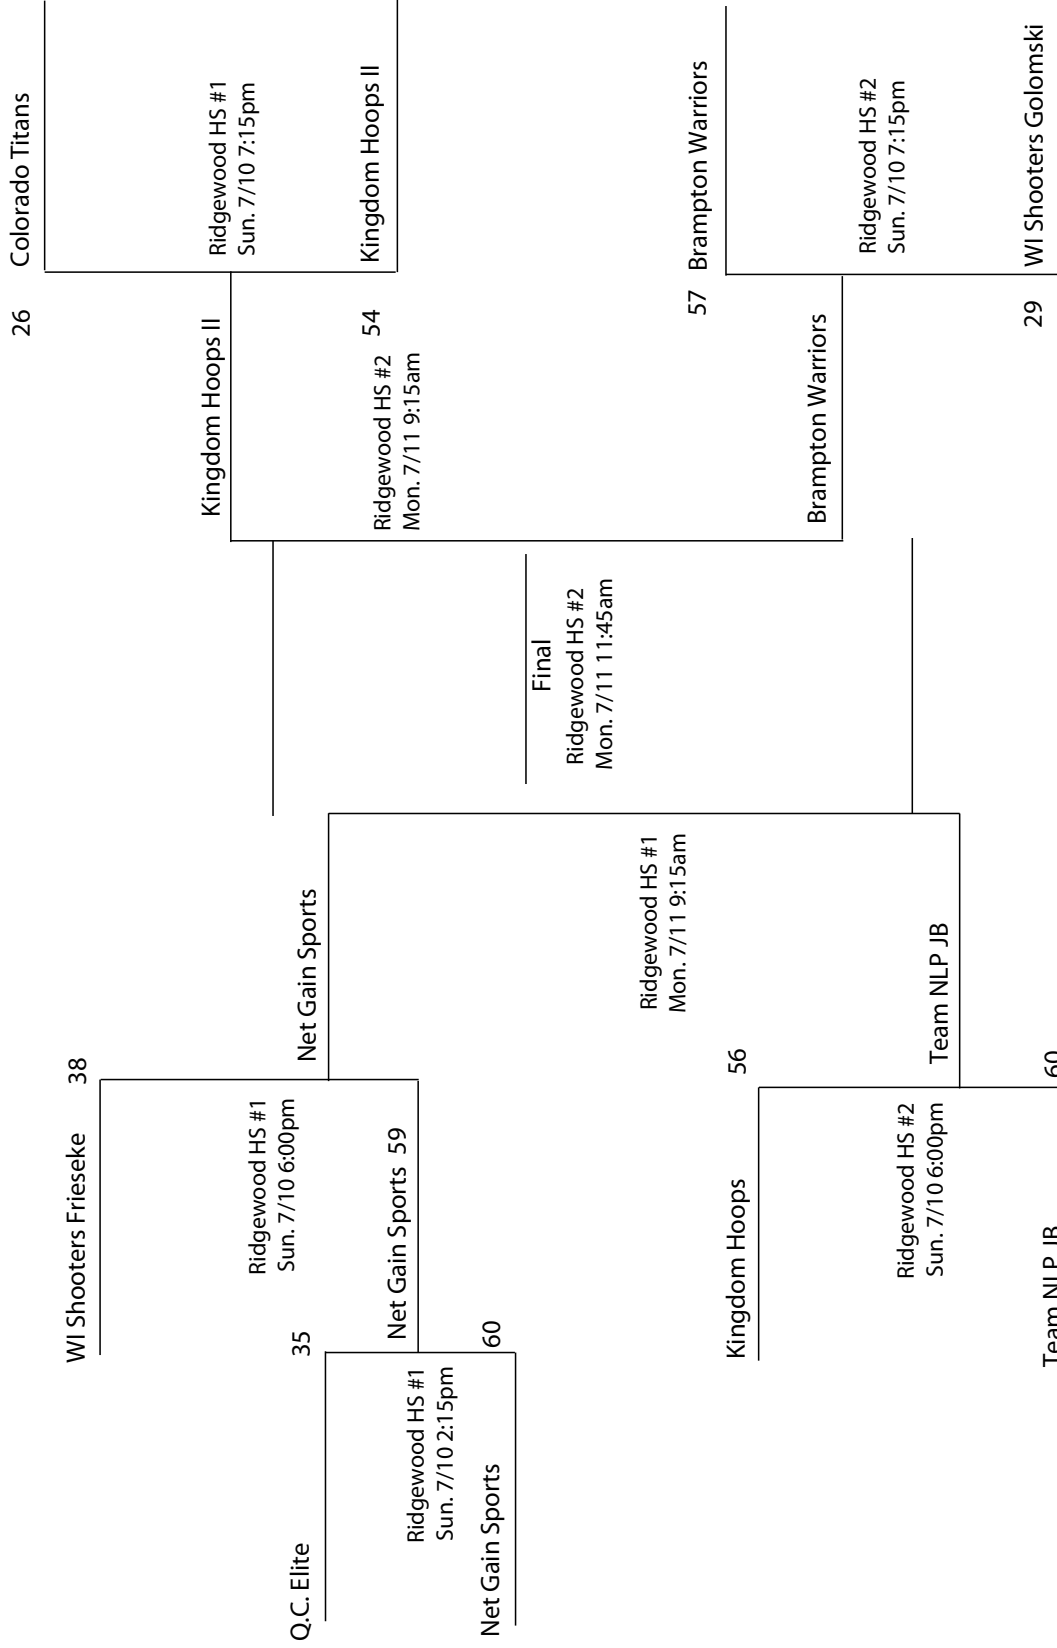 Q.C. Elite
35
Ridgewood HS #1
Sun. 7/10 2:15pm
Net Gain Sports
60
WI Shooters Frieseke
38
Ridgewood HS #1
Sun. 7/10 6:00pm
Net Gain Sports 59
Net Gain Sports
Kingdom Hoops
56
Ridgewood HS #2
Sun. 7/10 6:00pm
Team NLP JB
60
Team NLP JB
Ridgewood HS #1
Mon. 7/11 9:15am
Final
Ridgewood HS #2
Mon. 7/11 11:45am
Kingdom Hoops II
Ridgewood HS #2
Mon. 7/11 9:15am
Brampton Warriors
26
Colorado Titans
Ridgewood HS #1
Sun. 7/10 7:15pm
54
Kingdom Hoops II
57
Brampton Warriors
Ridgewood HS #2
Sun. 7/10 7:15pm
29
WI Shooters Golomski